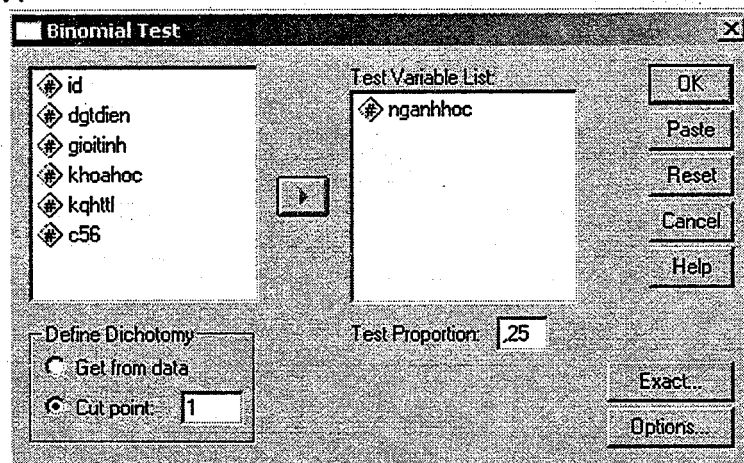 Binomial Test
id
dgtdien
gioitinh
khoahoc
kqhttl
c56
Test Variable List:
nganhhoc
OK
Paste
Reset
Cancel
Help
Define Dichotomy
Get from data
Cut point: 1
Test Proportion: ,25
Exact...
Options...